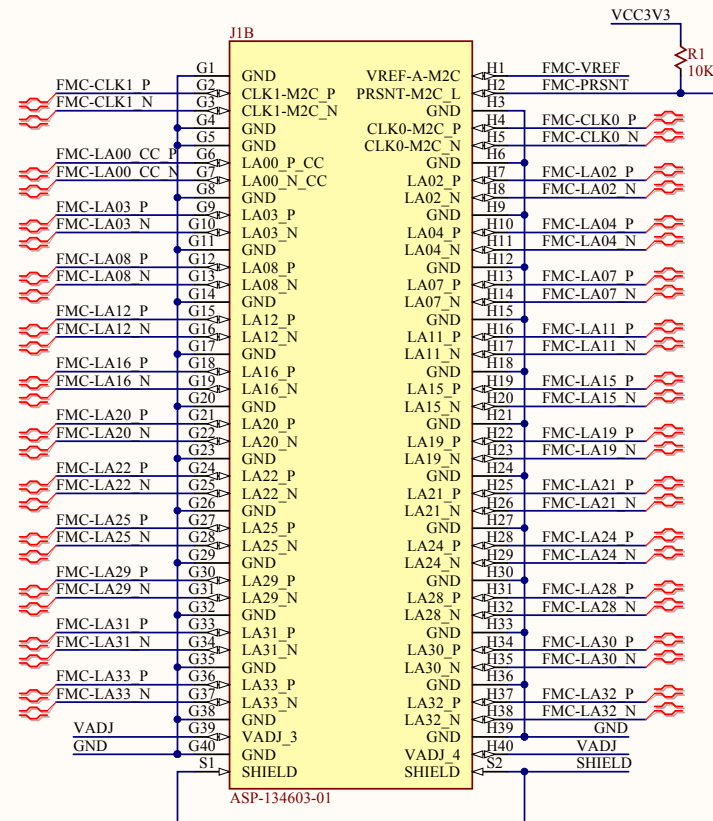 VCC3V3
J1B
R1
10K
G1 GND VREF-A-M2C H1 FMC-VREF
FMC-CLK1_P G2 CLK1-M2C_P PRSNT-M2C_L H2 FMC-PRSNT
FMC-CLK1_N G3 CLK1-M2C_N GND H3
G4 GND CLK0-M2C_P H4 FMC-CLK0_P
G5 GND CLK0-M2C_N H5 FMC-CLK0_N
FMC-LA00_CC_P G6 LA00_P_CC GND H6
FMC-LA00_CC_N G7 LA00_N_CC LA02_P H7 FMC-LA02_P
G8 GND LA02_N H8 FMC-LA02_N
FMC-LA03_P G9 LA03_P GND H9
FMC-LA03_N G10 LA03_N LA04_P H10 FMC-LA04_P
G11 GND LA04_N H11 FMC-LA04_N
FMC-LA08_P G12 LA08_P GND H12
FMC-LA08_N G13 LA08_N LA07_P H13 FMC-LA07_P
G14 GND LA07_N H14 FMC-LA07_N
FMC-LA12_P G15 LA12_P GND H15
FMC-LA12_N G16 LA12_N LA11_P H16 FMC-LA11_P
G17 GND LA11_N H17 FMC-LA11_N
FMC-LA16_P G18 LA16_P GND H18
FMC-LA16_N G19 LA16_N LA15_P H19 FMC-LA15_P
G20 GND LA15_N H20 FMC-LA15_N
FMC-LA20_P G21 LA20_P GND H21
FMC-LA20_N G22 LA20_N LA19_P H22 FMC-LA19_P
G23 GND LA19_N H23 FMC-LA19_N
FMC-LA22_P G24 LA22_P GND H24
FMC-LA22_N G25 LA22_N LA21_P H25 FMC-LA21_P
G26 GND LA21_N H26 FMC-LA21_N
FMC-LA25_P G27 LA25_P GND H27
FMC-LA25_N G28 LA25_N LA24_P H28 FMC-LA24_P
G29 GND LA24_N H29 FMC-LA24_N
FMC-LA29_P G30 LA29_P GND H30
FMC-LA29_N G31 LA29_N LA28_P H31 FMC-LA28_P
G32 GND LA28_N H32 FMC-LA28_N
FMC-LA31_P G33 LA31_P GND H33
FMC-LA31_N G34 LA31_N LA30_P H34 FMC-LA30_P
G35 GND LA30_N H35 FMC-LA30_N
FMC-LA33_P G36 LA33_P GND H36
FMC-LA33_N G37 LA33_N LA32_P H37 FMC-LA32_P
G38 GND LA32_N H38 FMC-LA32_N
VADJ G39 VADJ_3 GND H39 GND
GND G40 GND VADJ_4 H40 VADJ
S1 SHIELD SHIELD S2 SHIELD
ASP-134603-01